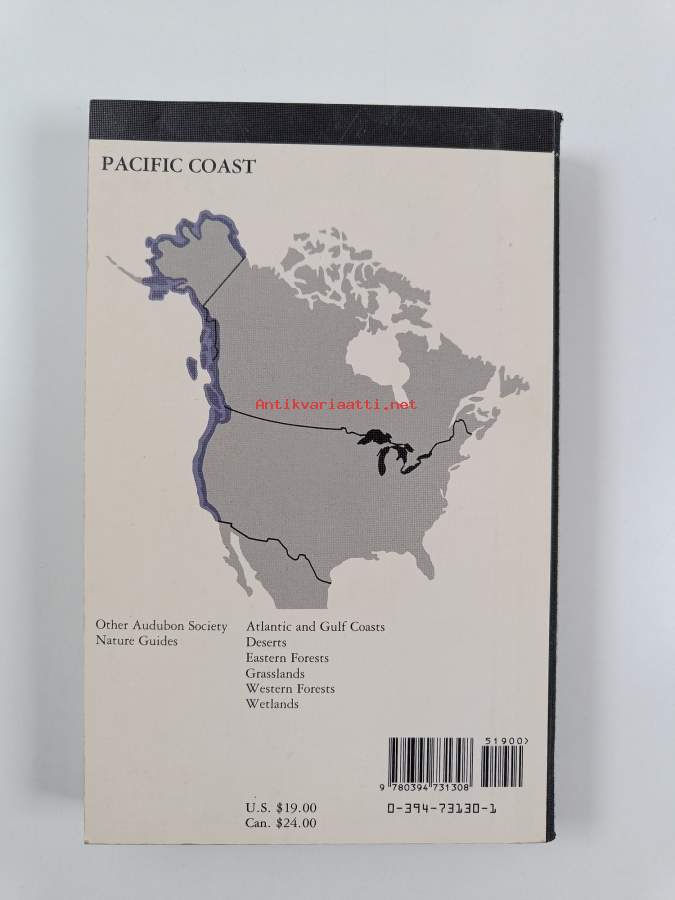 PACIFIC COAST
Antikvariaatti.net
Other Audubon Society
Nature Guides
Atlantic and Gulf Coasts
Deserts
Eastern Forests
Grasslands
Western Forests
Wetlands
51900>
9 780394 731308
U.S. $19.00
Can. $24.00
0-394-73130-1